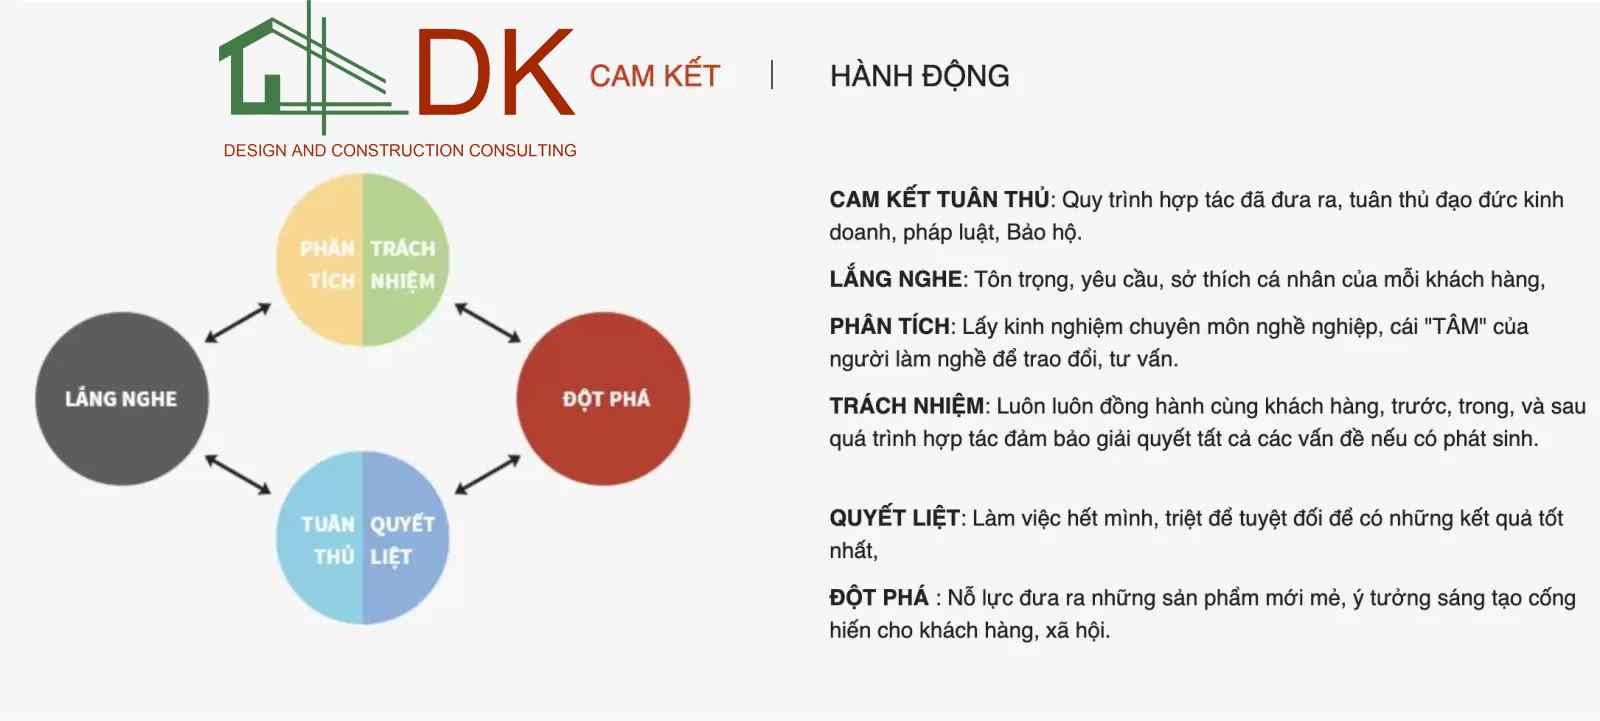 DK
DESIGN AND CONSTRUCTION CONSULTING
CAM KẾT | HÀNH ĐỘNG
PHÂN TÍCH
TRÁCH NHIỆM
LẮNG NGHE
ĐỘT PHÁ
TUÂN THỦ
QUYẾT LIỆT
CAM KẾT TUÂN THỦ: Quy trình hợp tác đã đưa ra, tuân thủ đạo đức kinh
doanh, pháp luật, Bảo hộ.
LẮNG NGHE: Tôn trọng, yêu cầu, sở thích cá nhân của mỗi khách hàng,
PHÂN TÍCH: Lấy kinh nghiệm chuyên môn nghề nghiệp, cái "TÂM" của
người làm nghề để trao đổi, tư vấn.
TRÁCH NHIỆM: Luôn luôn đồng hành cùng khách hàng, trước, trong, và sau
quá trình hợp tác đảm bảo giải quyết tất cả các vấn đề nếu có phát sinh.
QUYẾT LIỆT: Làm việc hết mình, triệt để tuyệt đối để có những kết quả tốt
nhất,
ĐỘT PHÁ : Nỗ lực đưa ra những sản phẩm mới mẻ, ý tưởng sáng tạo cống
hiến cho khách hàng, xã hội.